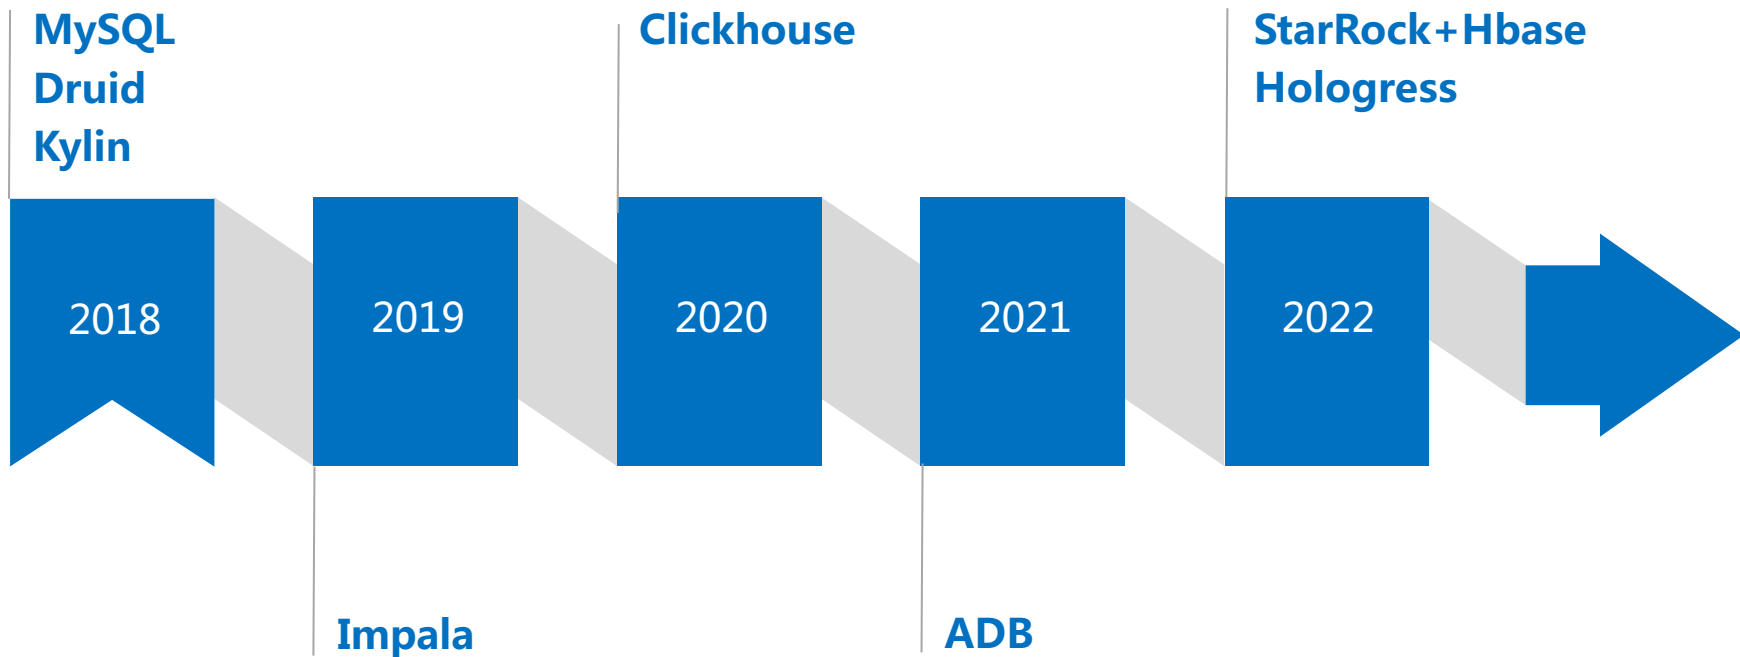 MySQL
Druid
Kylin
Clickhouse
StarRock+Hbase
Hologress
2018
2019
2020
2021
2022
Impala
ADB